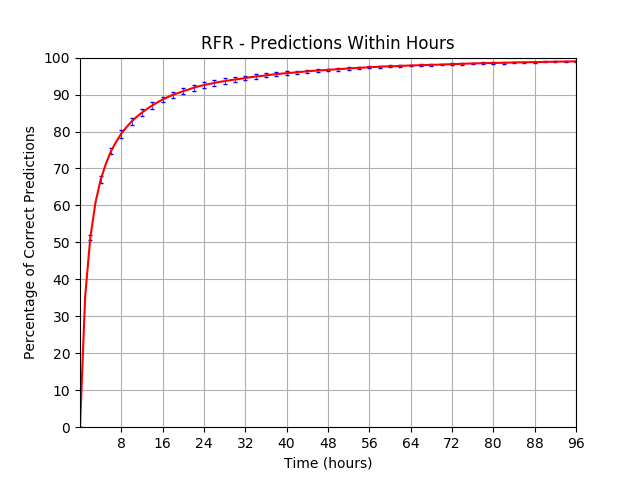 RFR - Predictions Within Hours
100
90
80
70
60
50
40
30
20
10
0
Percentage of Correct Predictions
8 16 24 32 40 48 56 64 72 80 88 96
Time (hours)